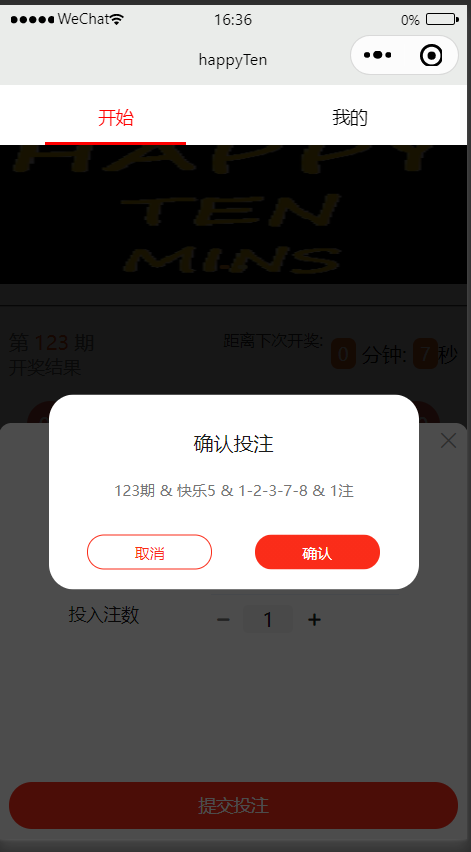 WeChat 16:36 0%
happyTen
开始 我的
HAPPY
TEN
MINS
第 123 期 距离下次开奖: 0 分钟: 7 秒
开奖结果
确认投注
123期 & 快乐5 & 1-2-3-7-8 & 1注
取消 确认
投入注数 − 1 +
提交投注